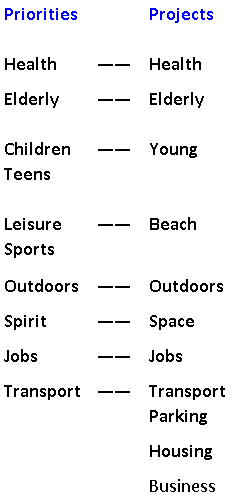 Priorities Projects
Health —— Health
Elderly —— Elderly
Children —— Young
Teens
Leisure —— Beach
Sports
Outdoors —— Outdoors
Spirit —— Space
Jobs —— Jobs
Transport —— Transport
Parking
Housing
Business